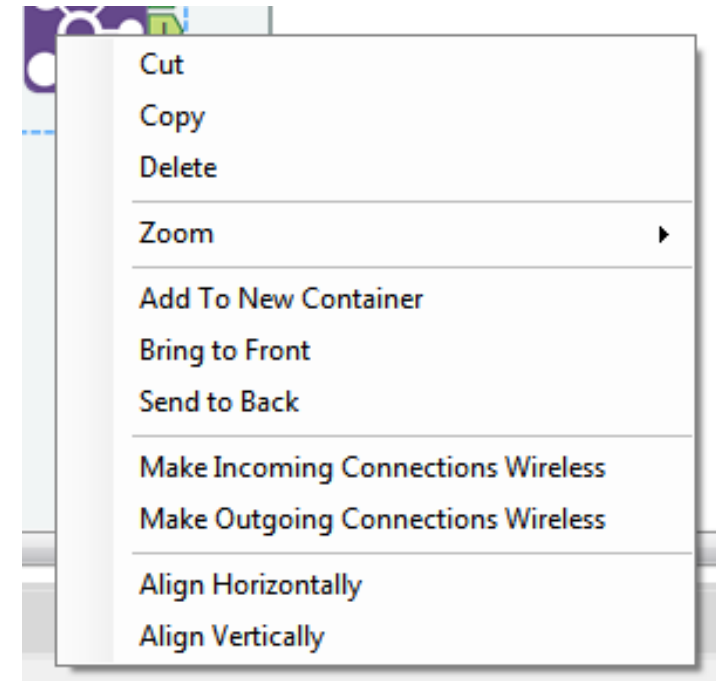 Cut
Copy
Delete
Zoom
Add To New Container
Bring to Front
Send to Back
Make Incoming Connections Wireless
Make Outgoing Connections Wireless
Align Horizontally
Align Vertically